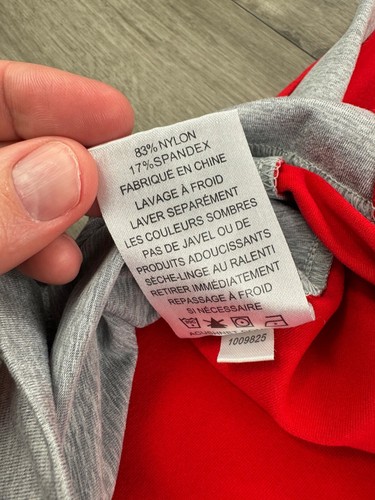 83% NYLON
17% SPANDEX
FABRIQUE EN CHINE
LAVAGE À FROID
LAVER SEPARÉMENT
LES COULEURS SOMBRES
PAS DE JAVEL OU DE
PRODUITS ADOUCISSANTS
SÈCHE-LINGE AU RALENTI
RETIRER IMMÉDIATEMENT
REPASSAGE À FROID
SI NÉCESSAIRE
1009825